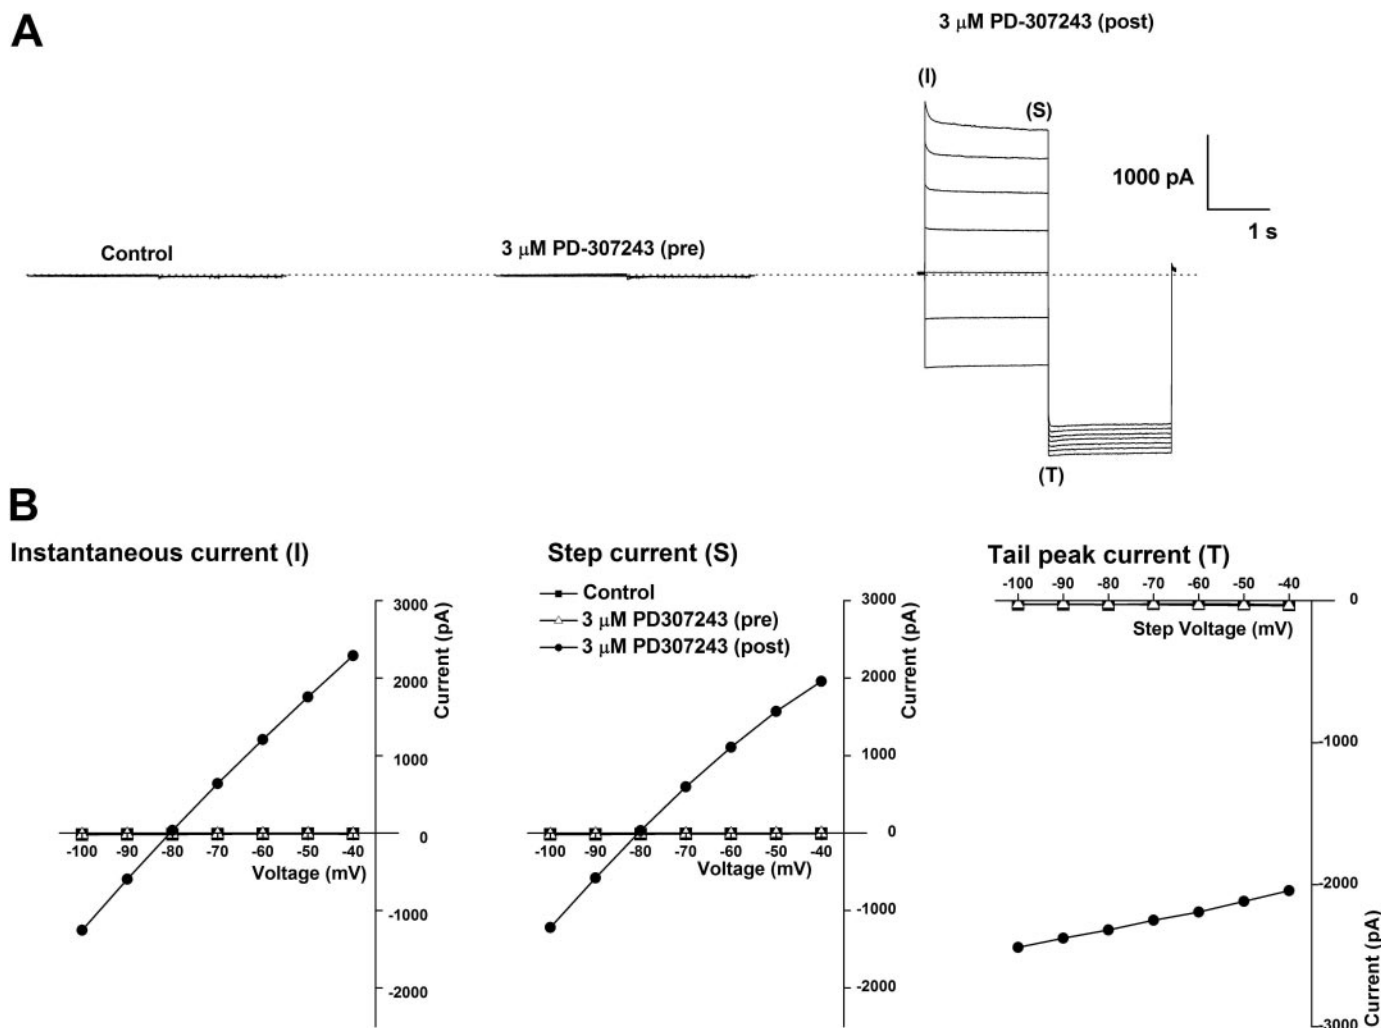 A
3 μM PD-307243 (post)
(I)
(S)
1000 pA
1 s
Control
3 μM PD-307243 (pre)
(T)
B
Instantaneous current (I)
3000
2000
1000
0
-1000
-2000
Current (pA)
-100 -90 -80 -70 -60 -50 -40
Voltage (mV)
Step current (S)
Control
3 μM PD307243 (pre)
3 μM PD307243 (post)
3000
2000
1000
0
-1000
-2000
Current (pA)
-100 -90 -80 -70 -60 -50 -40
Voltage (mV)
Tail peak current (T)
-100 -90 -80 -70 -60 -50 -40
Step Voltage (mV)
0
-1000
-2000
-3000
Current (pA)